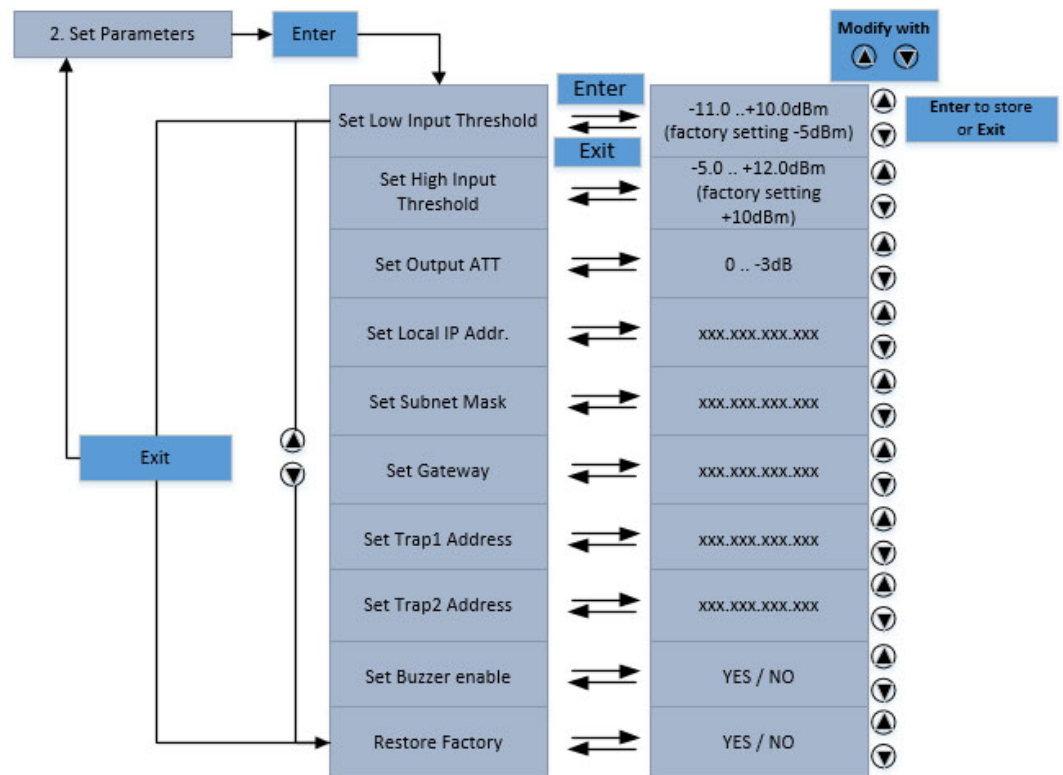 2. Set Parameters
Enter
Modify with
Enter
Exit
Enter to store
or Exit
Set Low Input Threshold
-11.0 ..+10.0dBm
(factory setting -5dBm)
Set High Input
Threshold
-5.0 .. +12.0dBm
(factory setting
+10dBm)
Set Output ATT
0 .. -3dB
Set Local IP Addr.
xxx.xxx.xxx.xxx
Set Subnet Mask
xxx.xxx.xxx.xxx
Exit
Set Gateway
xxx.xxx.xxx.xxx
Set Trap1 Address
xxx.xxx.xxx.xxx
Set Trap2 Address
xxx.xxx.xxx.xxx
Set Buzzer enable
YES / NO
Restore Factory
YES / NO